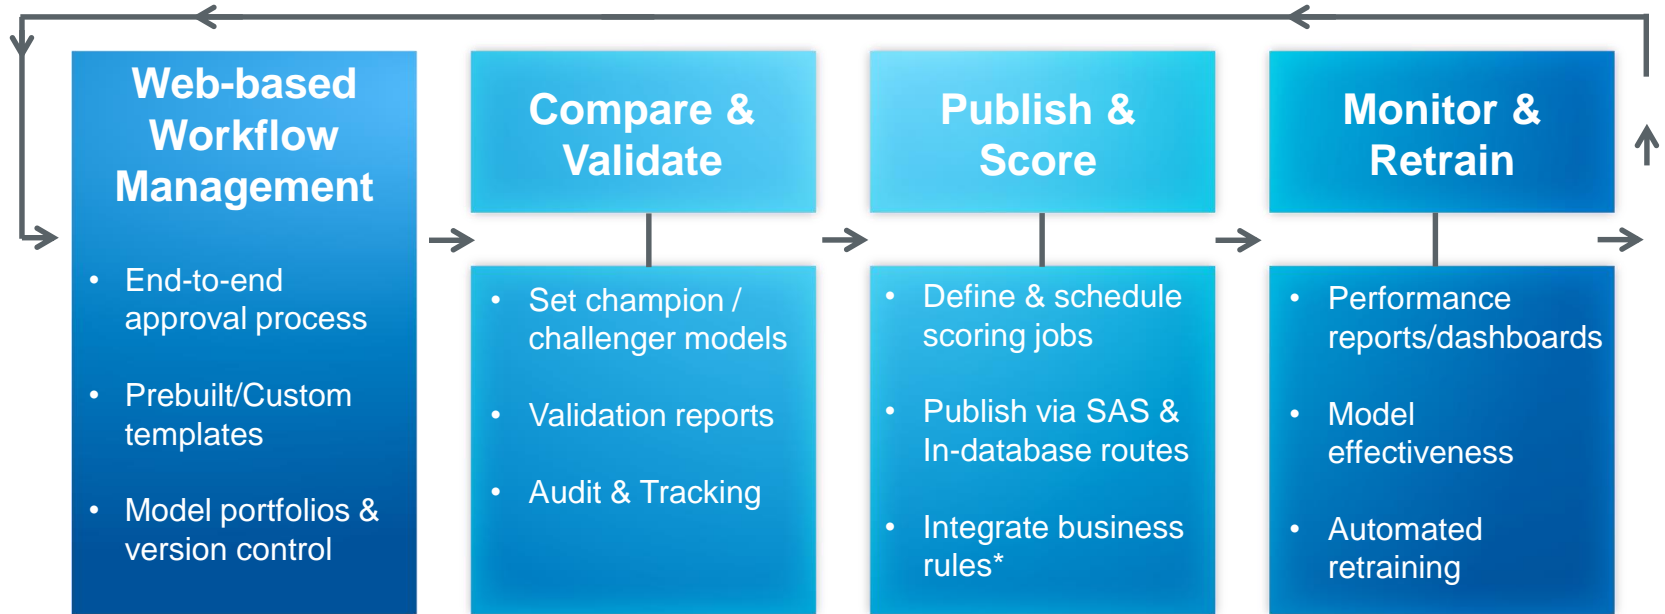 Web-based
Workflow
Management
• End-to-end
approval process
• Prebuilt/Custom
templates
• Model portfolios &
version control
Compare &
Validate
• Set champion /
challenger models
• Validation reports
• Audit & Tracking
Publish &
Score
• Define & schedule
scoring jobs
• Publish via SAS &
In-database routes
• Integrate business
rules*
Monitor &
Retrain
• Performance
reports/dashboards
• Model
effectiveness
• Automated
retraining